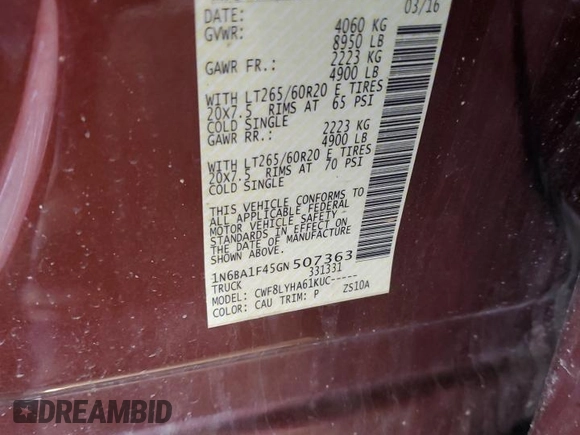 DATE: 03/16
GVWR: 4060 KG
8950 LB
GAWR FR.: 2223 KG
4900 LB
WITH LT265/60R20 E TIRES
20X7.5 RIMS AT 65 PSI
COLD SINGLE
GAWR RR.: 2223 KG
4900 LB
WITH LT265/60R20 E TIRES
20X7.5 RIMS AT 70 PSI
COLD SINGLE
THIS VEHICLE CONFORMS TO
ALL APPLICABLE FEDERAL
MOTOR VEHICLE SAFETY -
STANDARDS IN EFFECT ON
THE DATE OF MANUFACTURE
SHOWN ABOVE.
1N6BA1F45GN507363
TRUCK 331331
MODEL: CWF8LYHA61KUC-----
COLOR: CAU TRIM: P ZS10A
DREAMBID